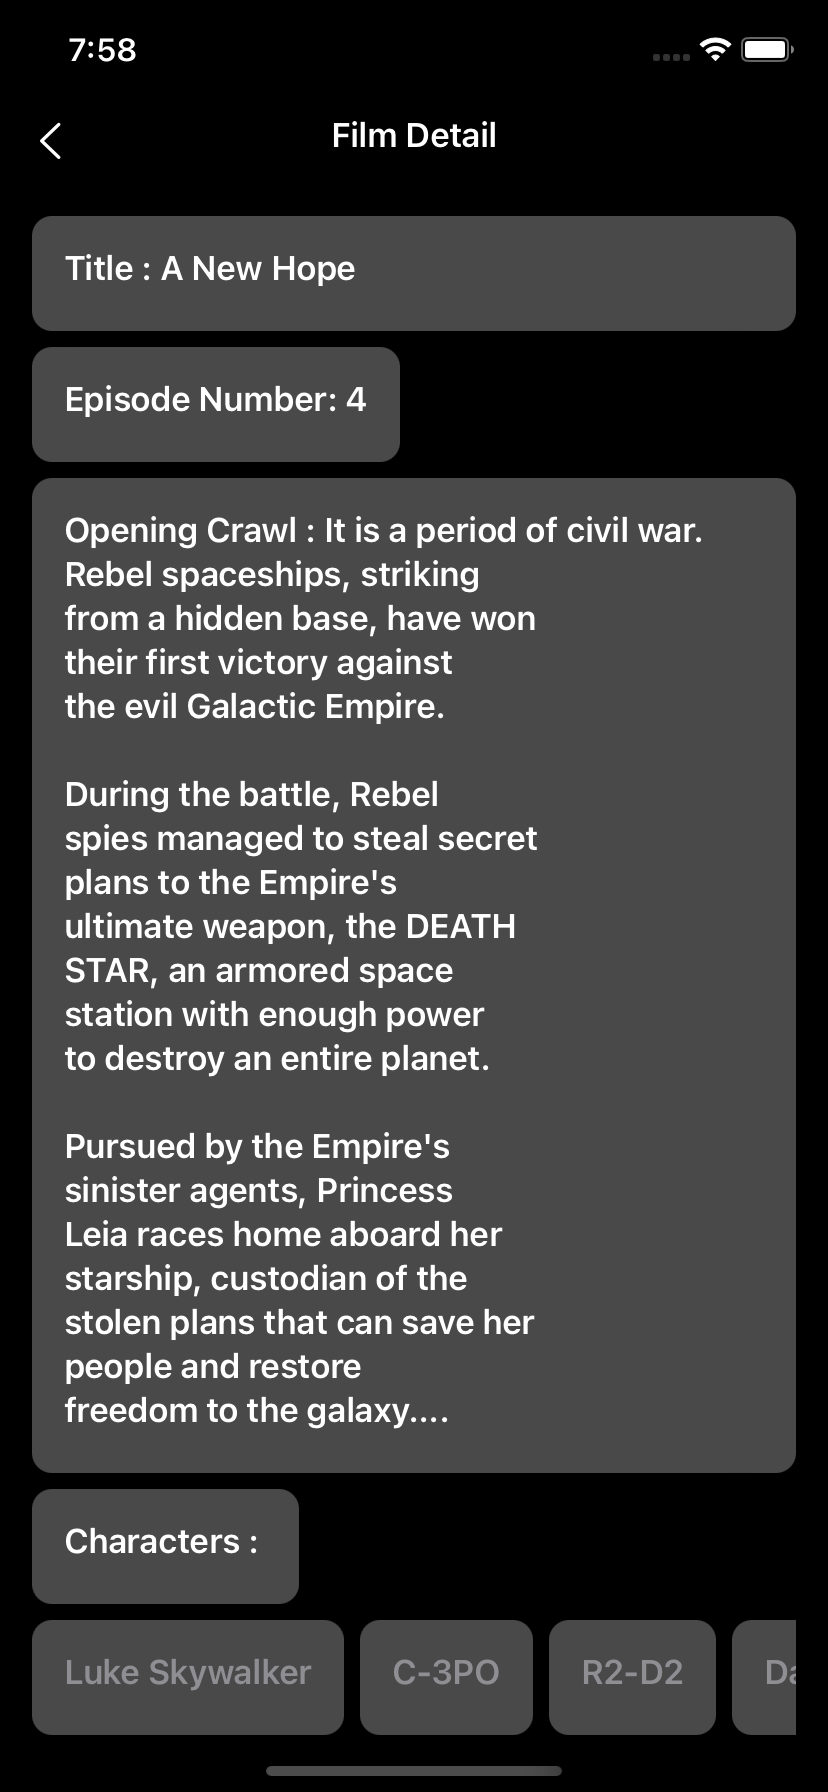 7:58
Film Detail
Title : A New Hope
Episode Number: 4
Opening Crawl : It is a period of civil war.
Rebel spaceships, striking
from a hidden base, have won
their first victory against
the evil Galactic Empire.
During the battle, Rebel
spies managed to steal secret
plans to the Empire's
ultimate weapon, the DEATH
STAR, an armored space
station with enough power
to destroy an entire planet.
Pursued by the Empire's
sinister agents, Princess
Leia races home aboard her
starship, custodian of the
stolen plans that can save her
people and restore
freedom to the galaxy....
Characters :
Luke Skywalker C-3PO R2-D2